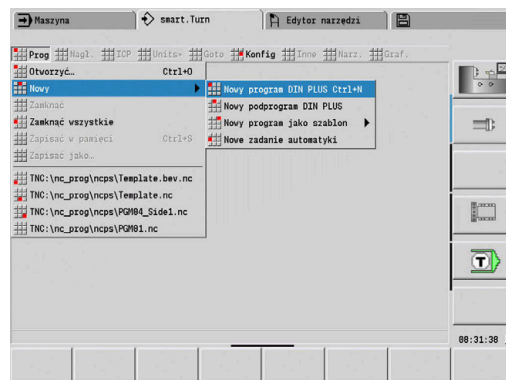 Maszyna
smart.Turn
Edytor narzędzi
Prog Nagł. ICP Units» Goto Konfig Inne Narz. Graf.
Otworzyć… Ctrl+O
Nowy
Zamknąć
Zamknąć wszystkie
Zapisać w pamięci Ctrl+S
Zapisać jako…
TNC:\nc_prog\ncps\Template.bev.nc
TNC:\nc_prog\ncps\Template.nc
TNC:\nc_prog\ncps\PGM04_Side1.nc
TNC:\nc_prog\ncps\PGM01.nc
Nowy program DIN PLUS Ctrl+N
Nowy podprogram DIN PLUS
Nowy program jako szablon
Nowe zadanie automatyki
T
08:31:38